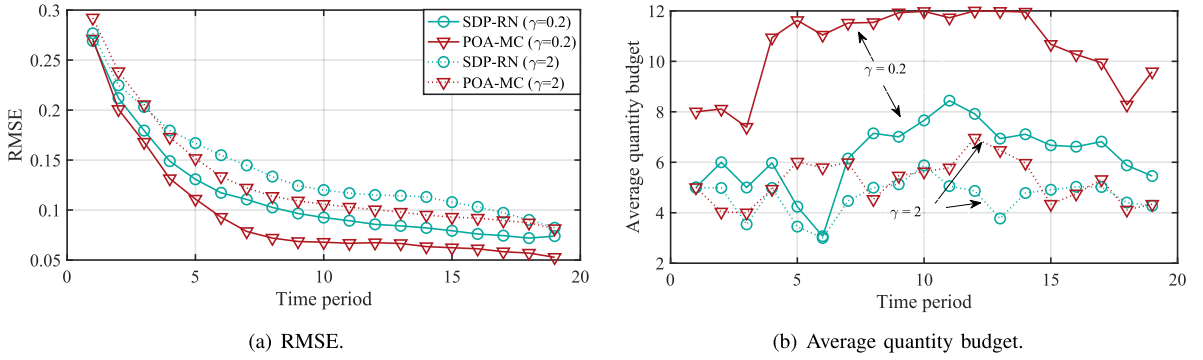 0.3
0.25
0.2
0.15
0.1
0.05
RMSE
0
5
10
15
20
Time period
SDP-RN (γ=0.2)
POA-MC (γ=0.2)
SDP-RN (γ=2)
POA-MC (γ=2)
(a) RMSE.
12
10
8
6
4
2
Average quantity budget
0
5
10
15
20
Time period
γ = 0.2
γ = 2
(b) Average quantity budget.